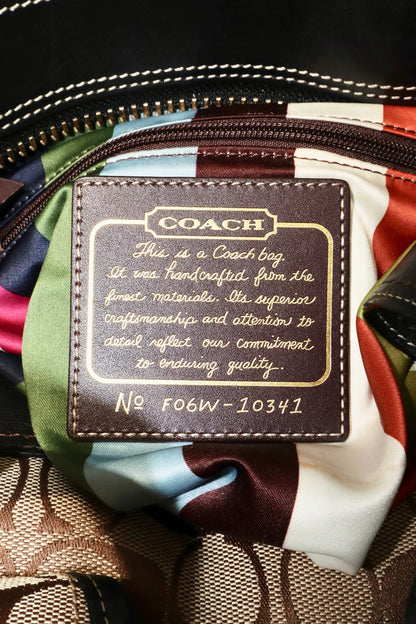 COACH
This is a Coach bag.
It was handcrafted from the
finest materials. Its superior
craftsmanship and attention to
detail reflect our commitment
to enduring quality.
No F06W-10341